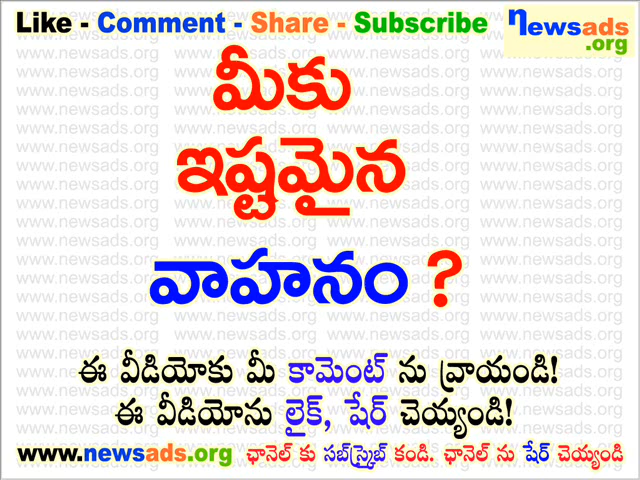 Like - Comment - Share - Subscribe
newsads
.org
మీకు
ఇష్టమైన
వాహనం ?
ఈ వీడియోకు మీ కామెంట్ ను వ్రాయండి!
ఈ వీడియోను లైక్, షేర్ చెయ్యండి!
www.newsads.org ఛానెల్ కు సబ్‌స్క్రైబ్ కండి. ఛానెల్ ను షేర్ చెయ్యండి